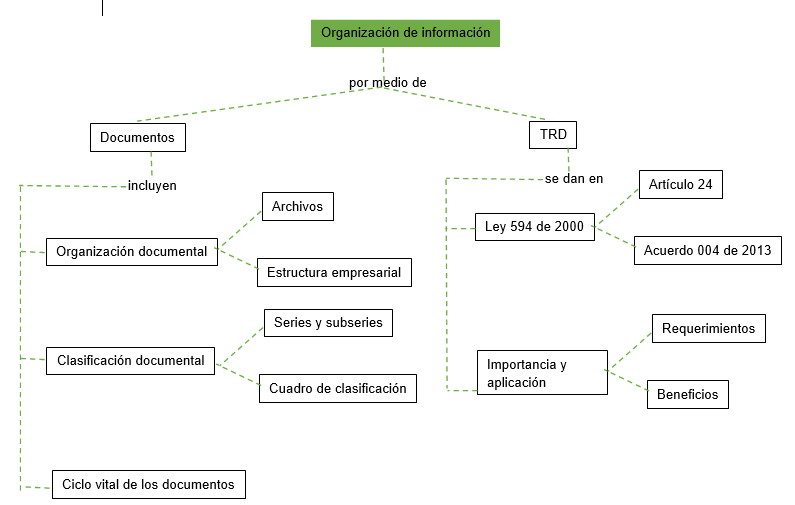 Organización de información
por medio de
Documentos
TRD
incluyen
se dan en
Organización documental
Archivos
Estructura empresarial
Clasificación documental
Series y subseries
Cuadro de clasificación
Ciclo vital de los documentos
Ley 594 de 2000
Artículo 24
Acuerdo 004 de 2013
Importancia y
aplicación
Requerimientos
Beneficios